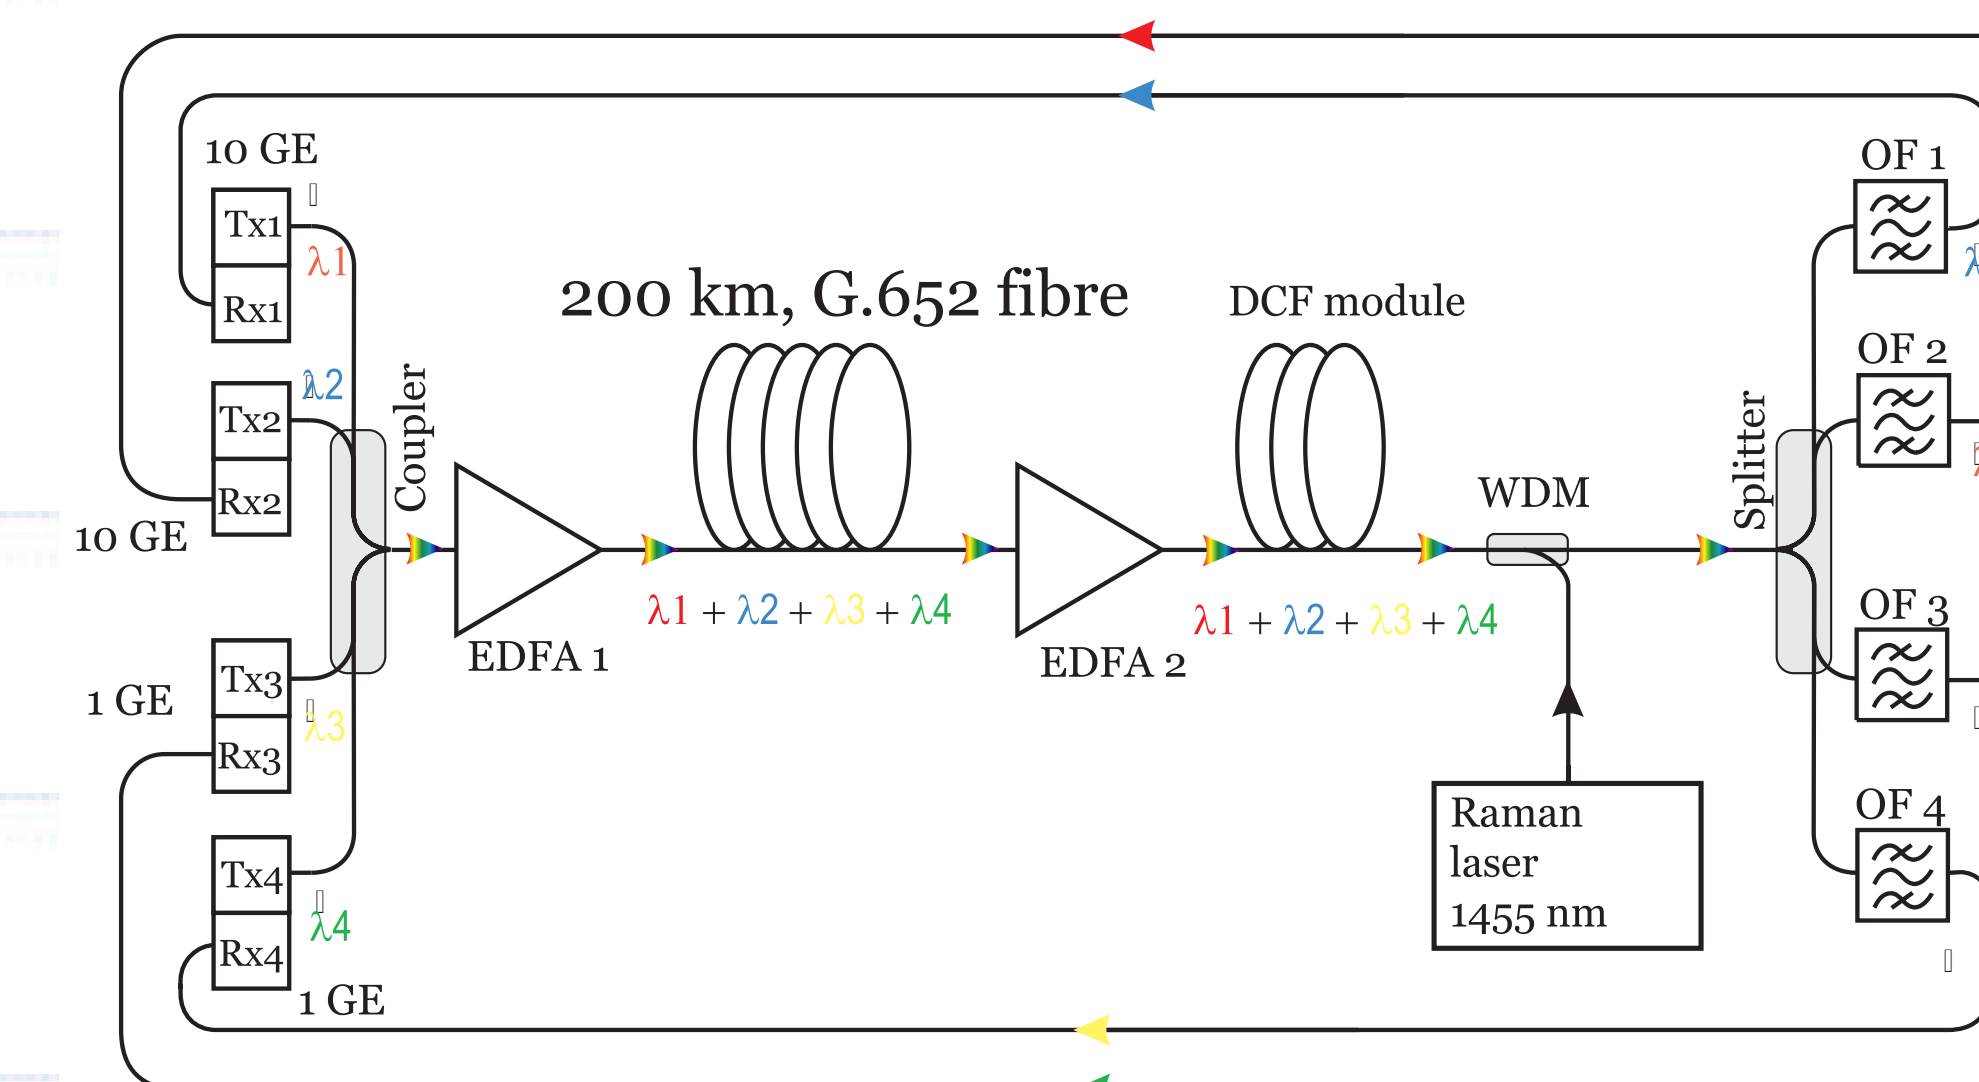 10 GE
OF 1
Tx1
λ1
Rx1
200 km, G.652 fibre
DCF module
OF 2
λ2
Tx2
Coupler
Splitter
Rx2
WDM
10 GE
λ1 + λ2 + λ3 + λ4
λ1 + λ2 + λ3 + λ4
OF 3
EDFA 1
EDFA 2
Tx3
1 GE
λ3
Rx3
OF 4
Raman
laser
1455 nm
Tx4
λ4
Rx4
1 GE